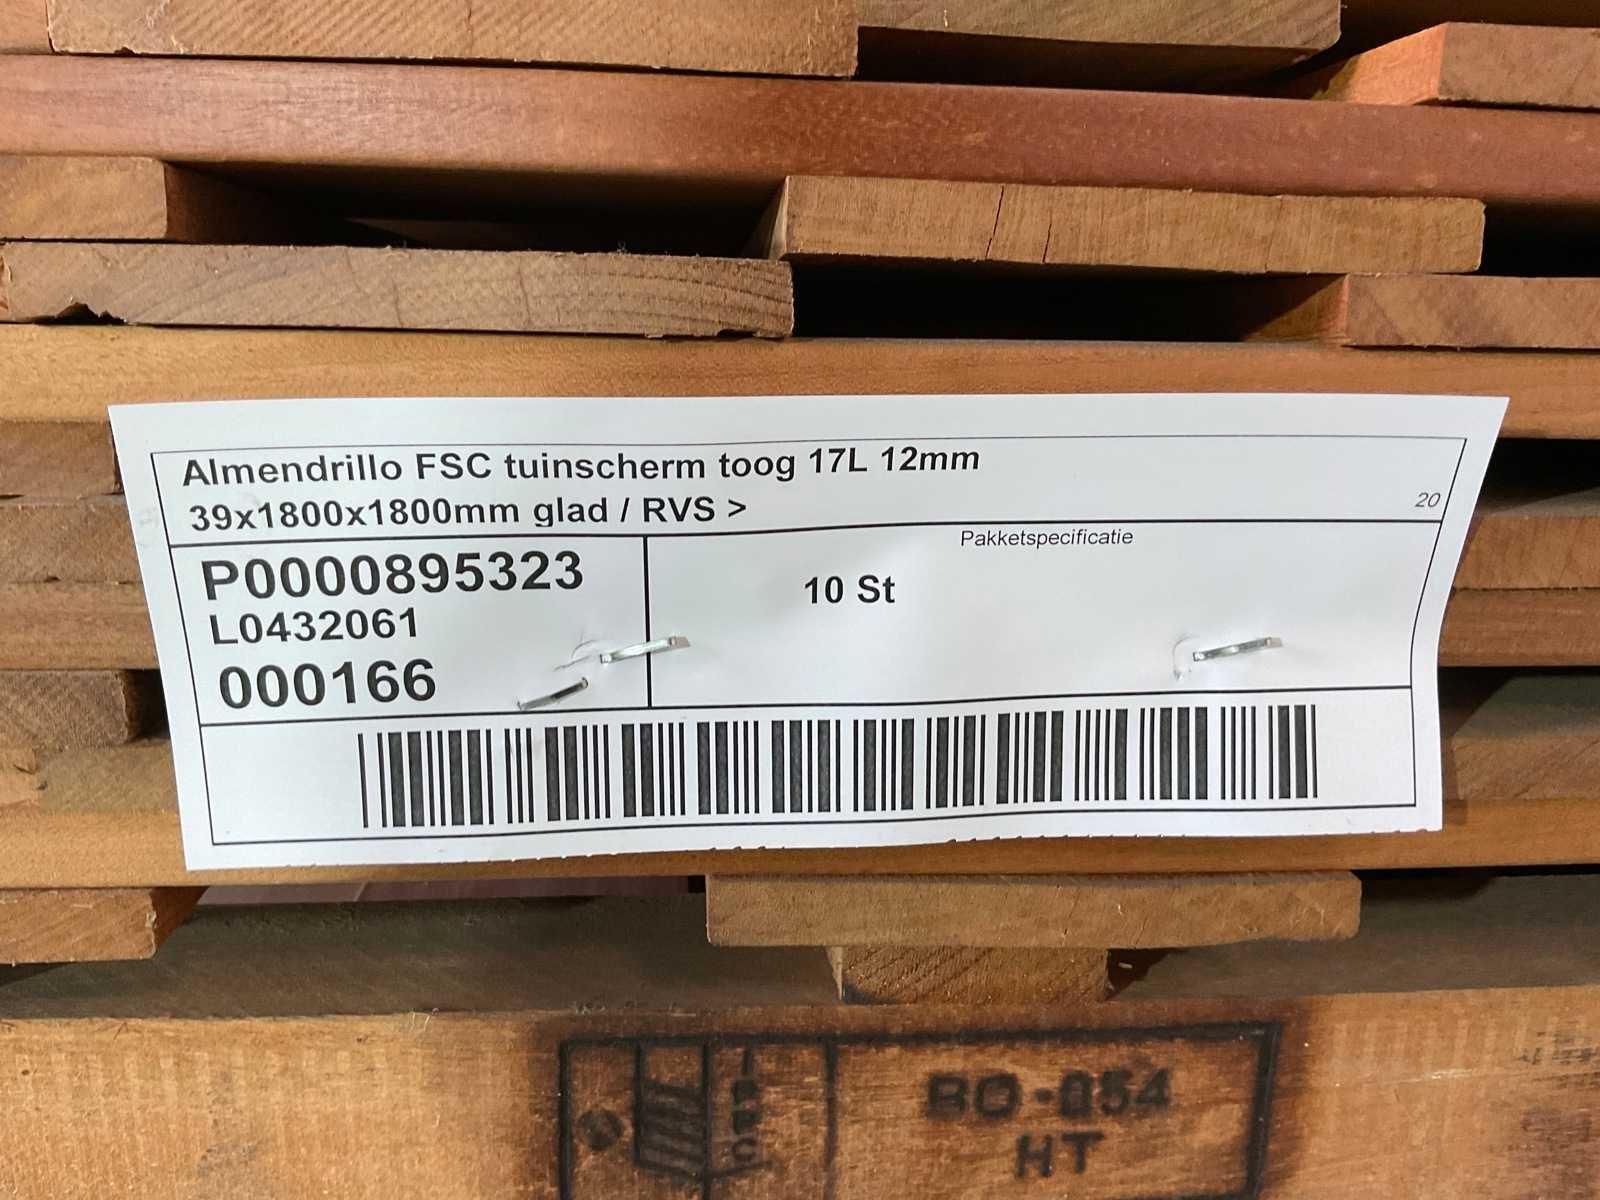 Almendrillo FSC tuinscherm toog 17L 12mm
39x1800x1800mm glad / RVS >
20
P0000895323
L0432061
000166
Pakketspecificatie
10 St
IPPC
BO-054
HT